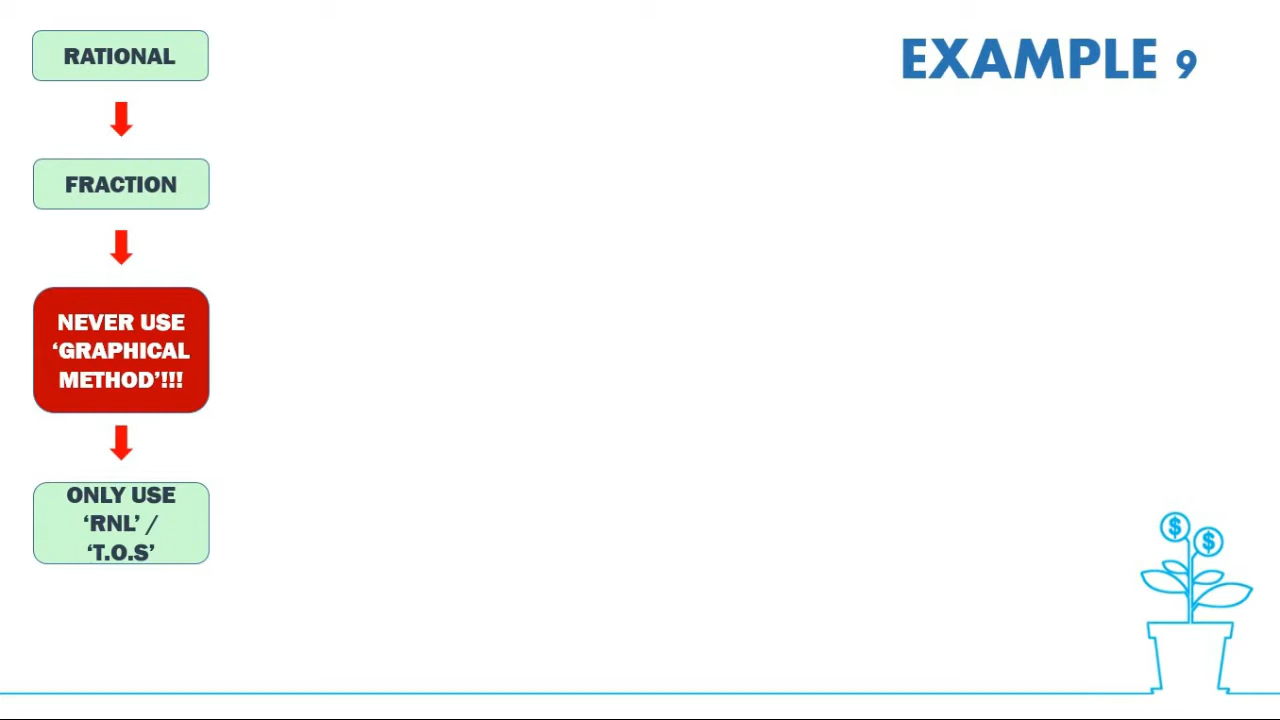 RATIONAL
EXAMPLE 9
FRACTION
NEVER USE
‘GRAPHICAL
METHOD’!!!
ONLY USE
‘RNL’ /
‘T.O.S’
$
$